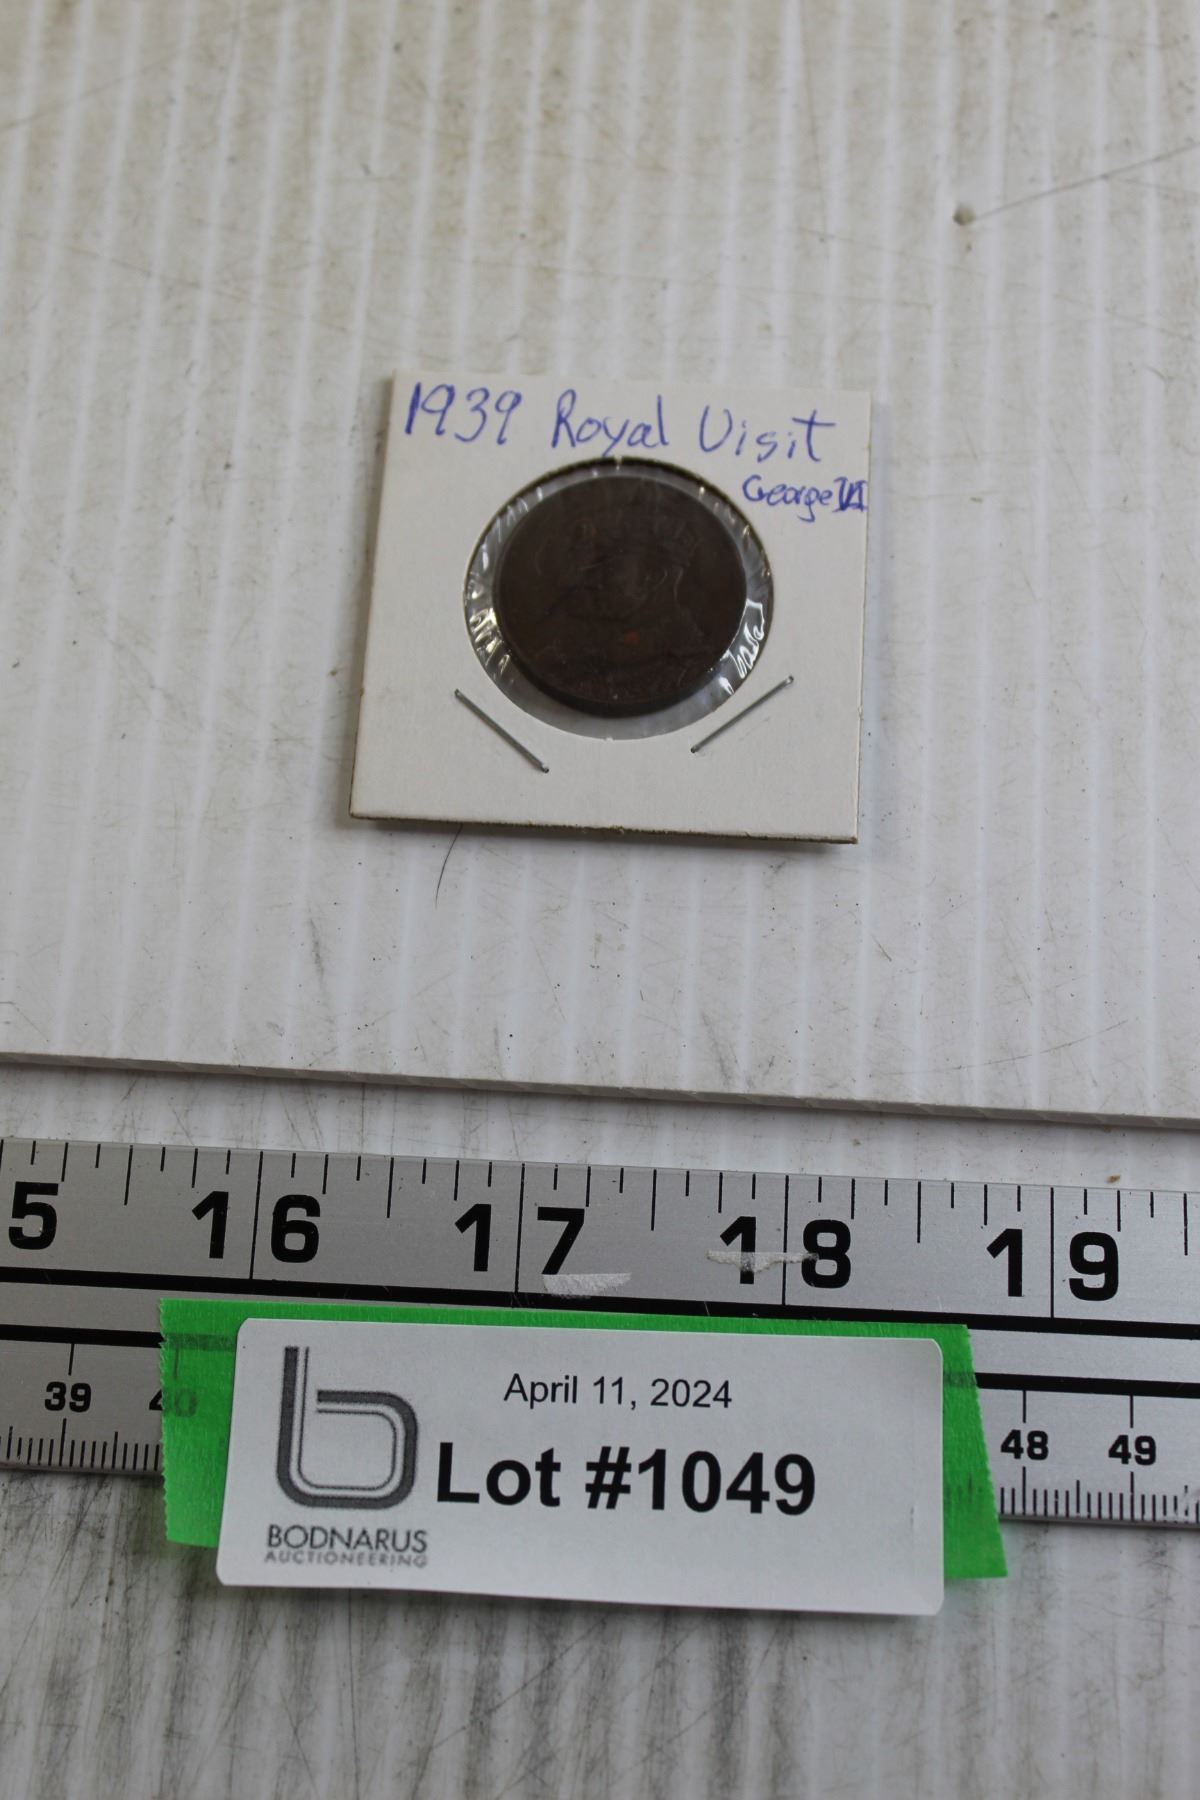 1939 Royal Visit
George VI
5 16 17 18 19
39 40 48 49
April 11, 2024
Lot #1049
BODNARUS
AUCTIONEERING